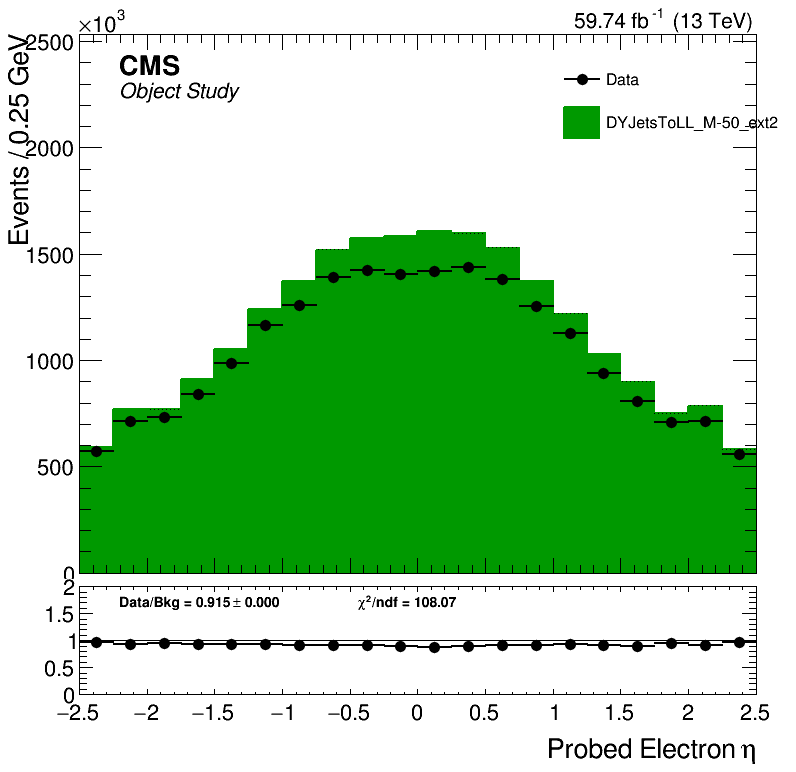 ×10³
59.74 fb⁻¹ (13 TeV)
Events / 0.25 GeV
CMS
Object Study
Data
DYJetsToLL_M-50_ext2
2500
2000
1500
1000
500
0
Data/Bkg = 0.915 ± 0.000
χ²/ndf = 108.07
2
1.5
1
0.5
0
−2.5 −2 −1.5 −1 −0.5 0 0.5 1 1.5 2 2.5
Probed Electron η